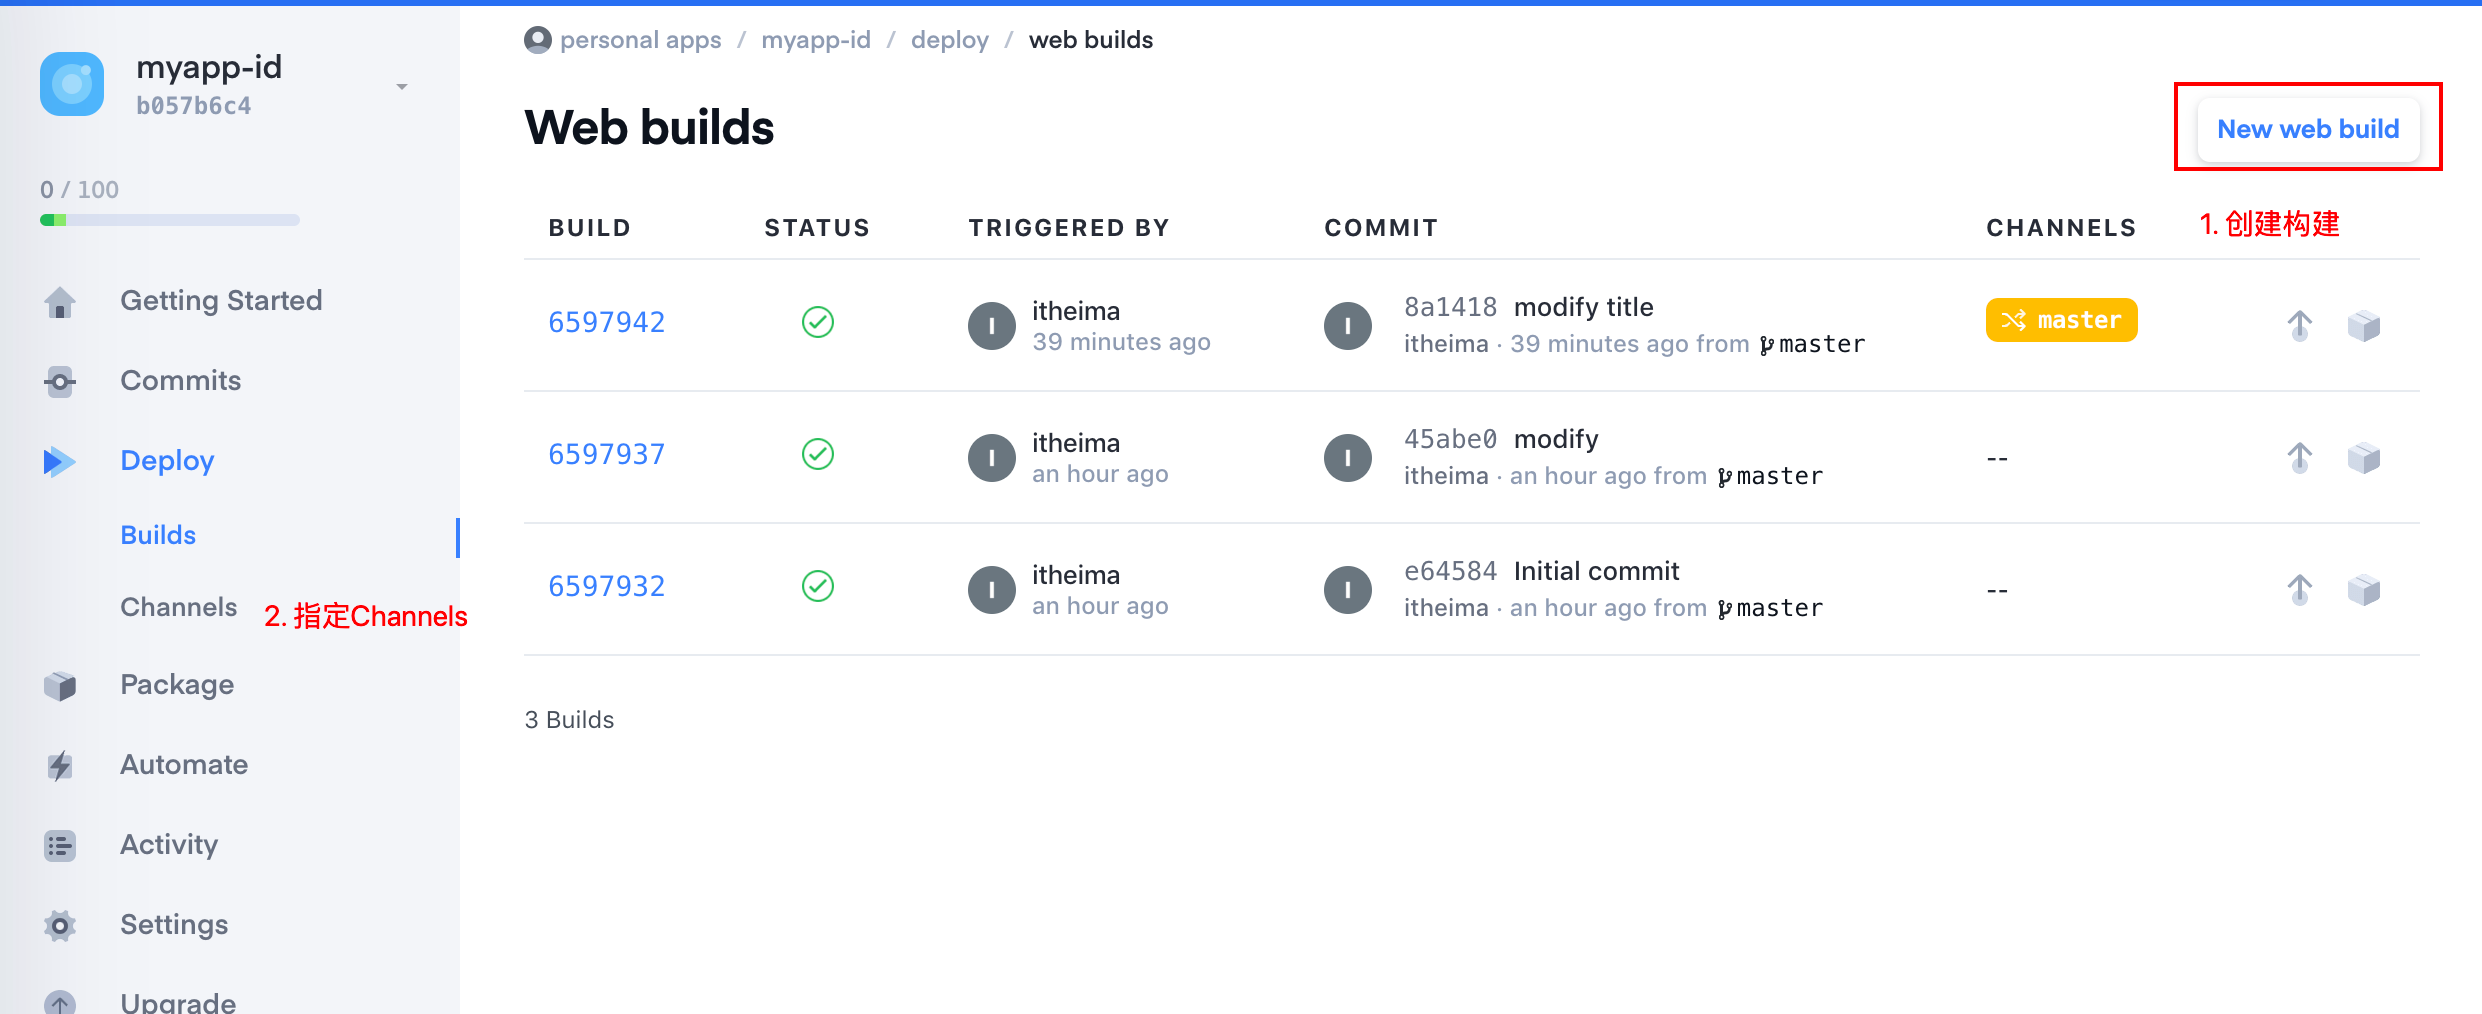 myapp-id
b057b6c4
0 / 100
Getting Started
Commits
Deploy
Builds
Channels
2. 指定Channels
Package
Automate
Activity
Settings
Upgrade
personal apps / myapp-id / deploy / web builds
Web builds
New web build
1. 创建构建
BUILD STATUS TRIGGERED BY COMMIT CHANNELS
6597942
I
itheima
39 minutes ago
I
8a1418 modify title
itheima · 39 minutes ago from master
master
6597937
I
itheima
an hour ago
I
45abe0 modify
itheima · an hour ago from master
--
6597932
I
itheima
an hour ago
I
e64584 Initial commit
itheima · an hour ago from master
--
3 Builds